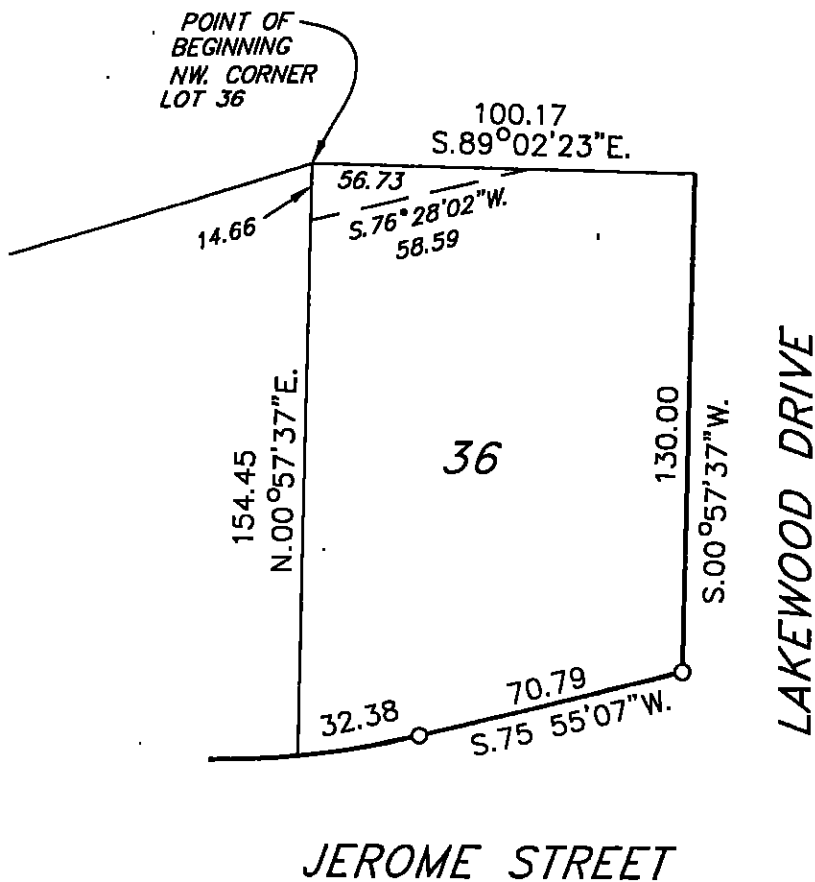 POINT OF
BEGINNING
NW. CORNER
LOT 36
100.17
S.89°02'23"E.
56.73
14.66
S.76°28'02"W.
58.59
154.45
N.00°57'37"E.
36
130.00
S.00°57'37"W.
LAKEWOOD DRIVE
32.38
70.79
S.75 55'07"W.
JEROME STREET